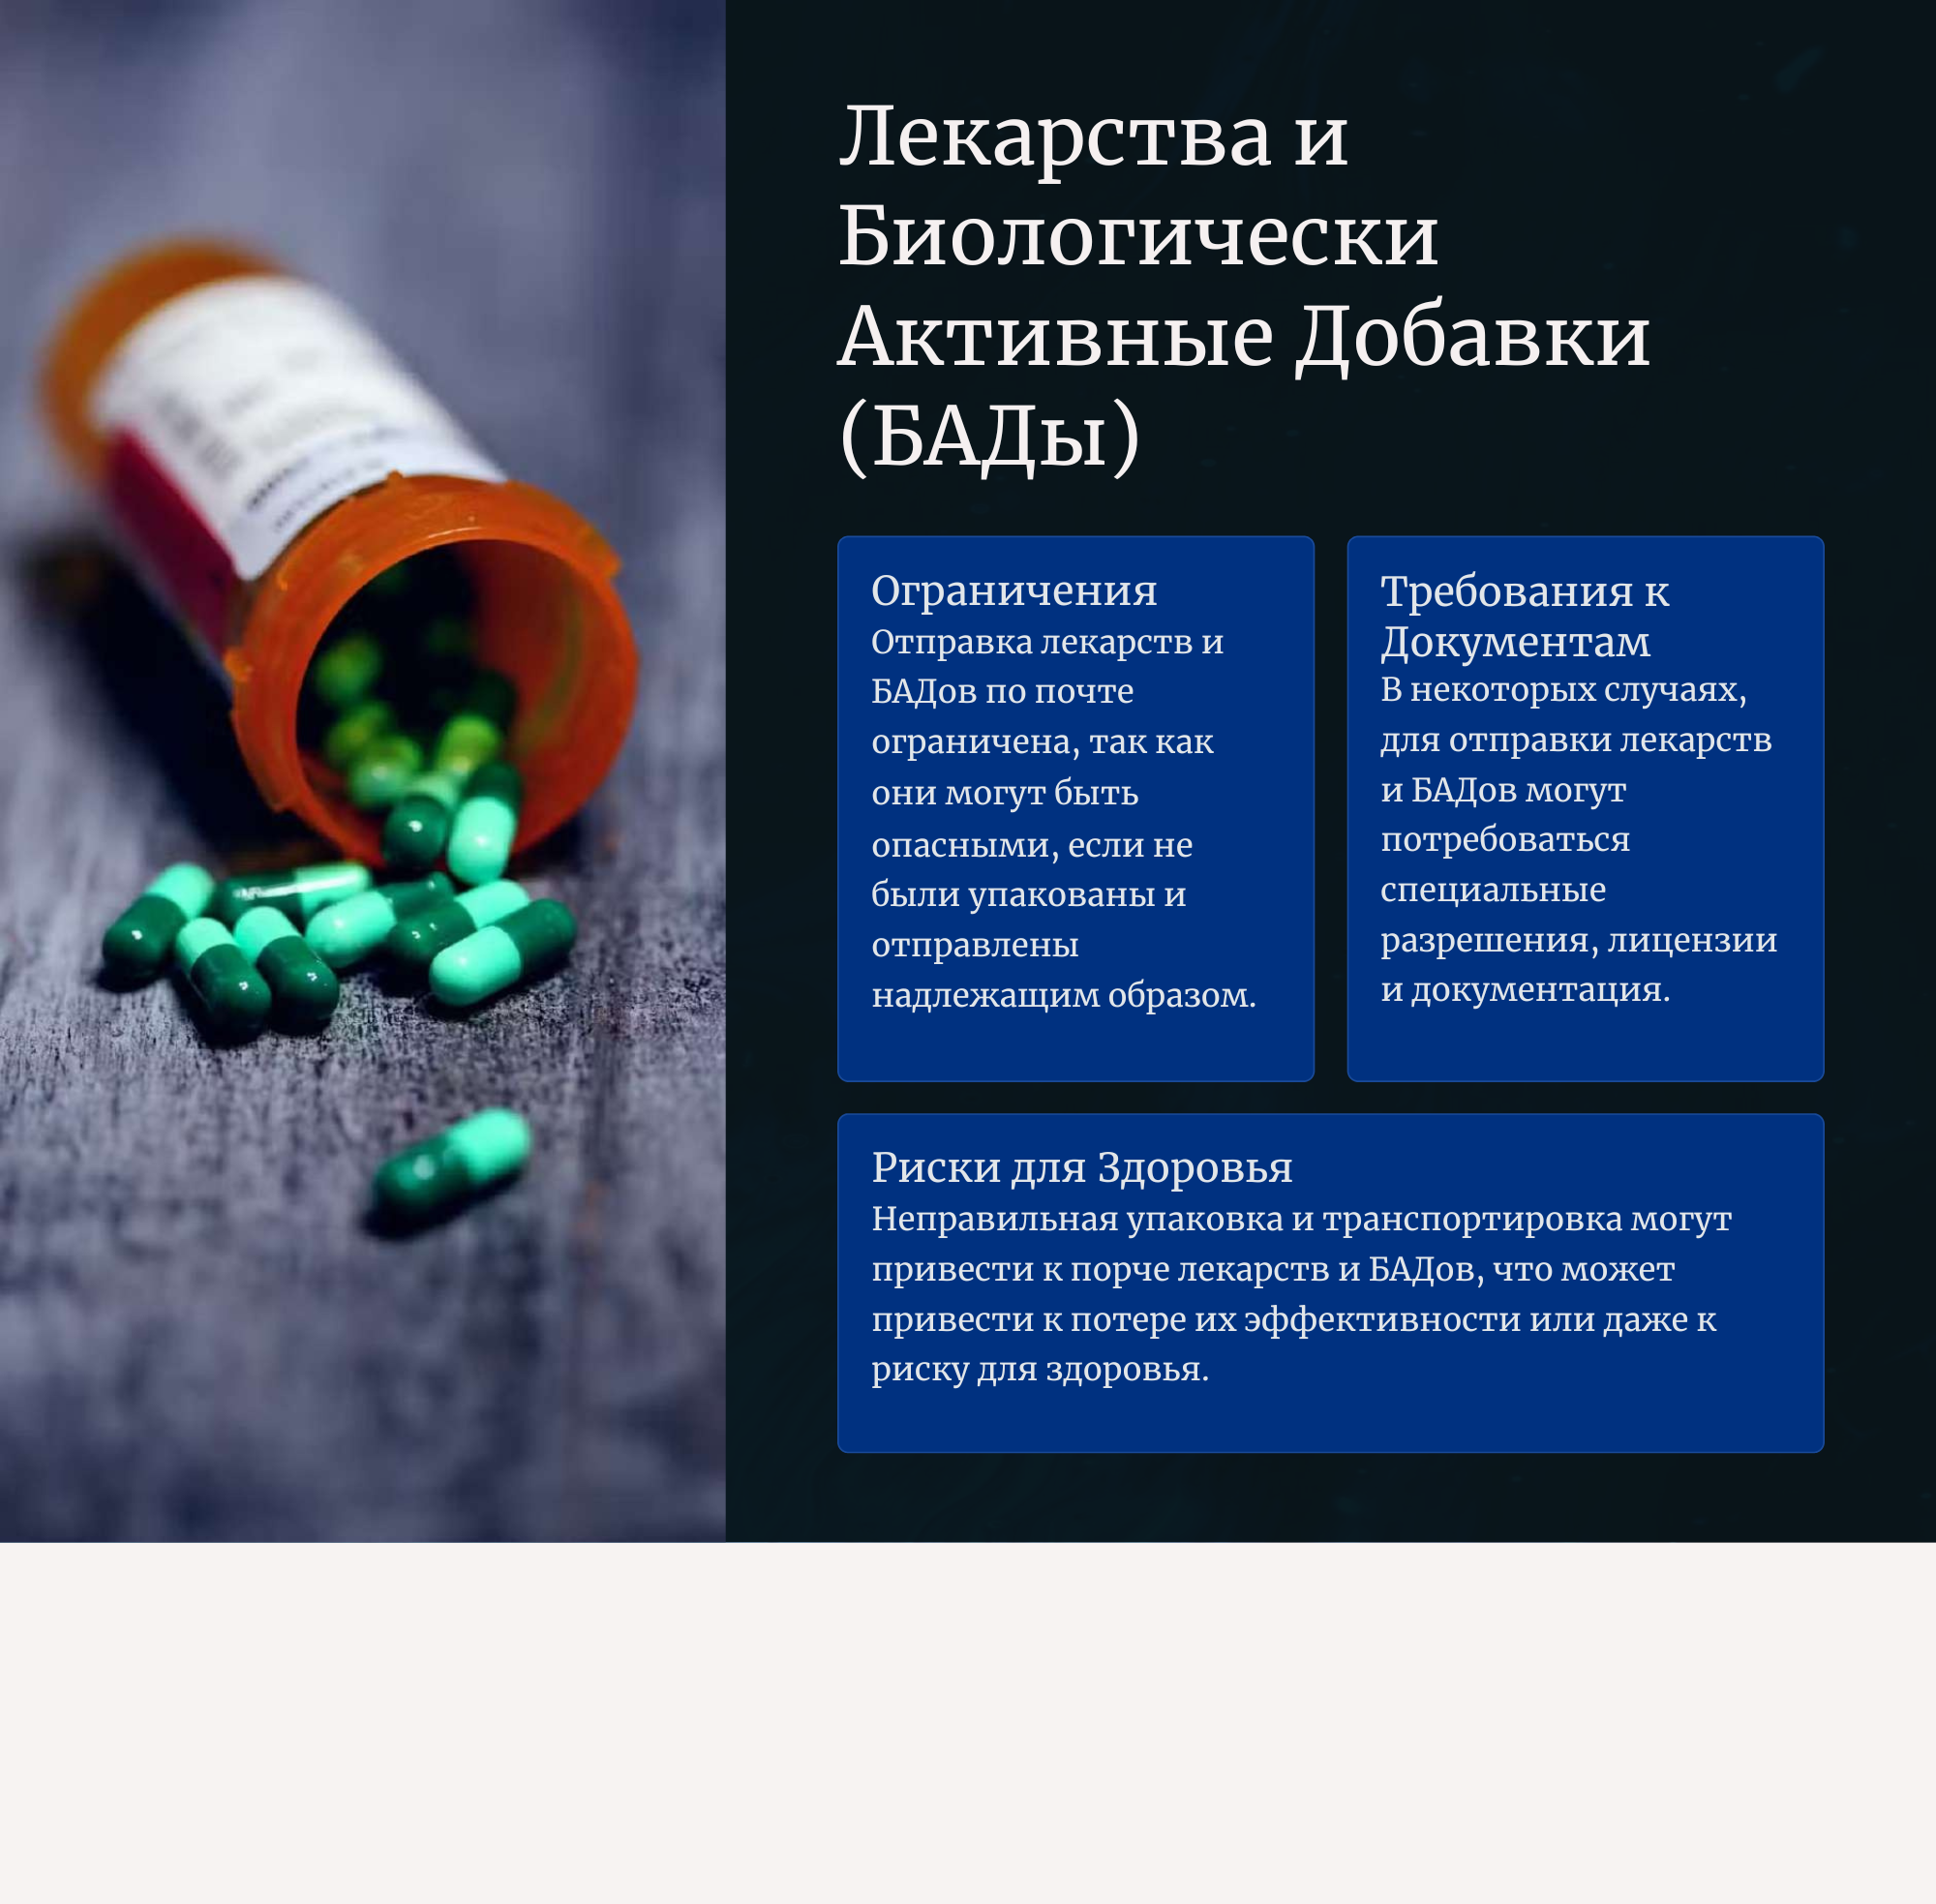 Лекарства и
Биологически
Активные Добавки
(БАДы)
Ограничения
Отправка лекарств и
БАДов по почте
ограничена, так как
они могут быть
опасными, если не
были упакованы и
отправлены
надлежащим образом.
Требования к
Документам
В некоторых случаях,
для отправки лекарств
и БАДов могут
потребоваться
специальные
разрешения, лицензии
и документация.
Риски для Здоровья
Неправильная упаковка и транспортировка могут
привести к порче лекарств и БАДов, что может
привести к потере их эффективности или даже к
риску для здоровья.